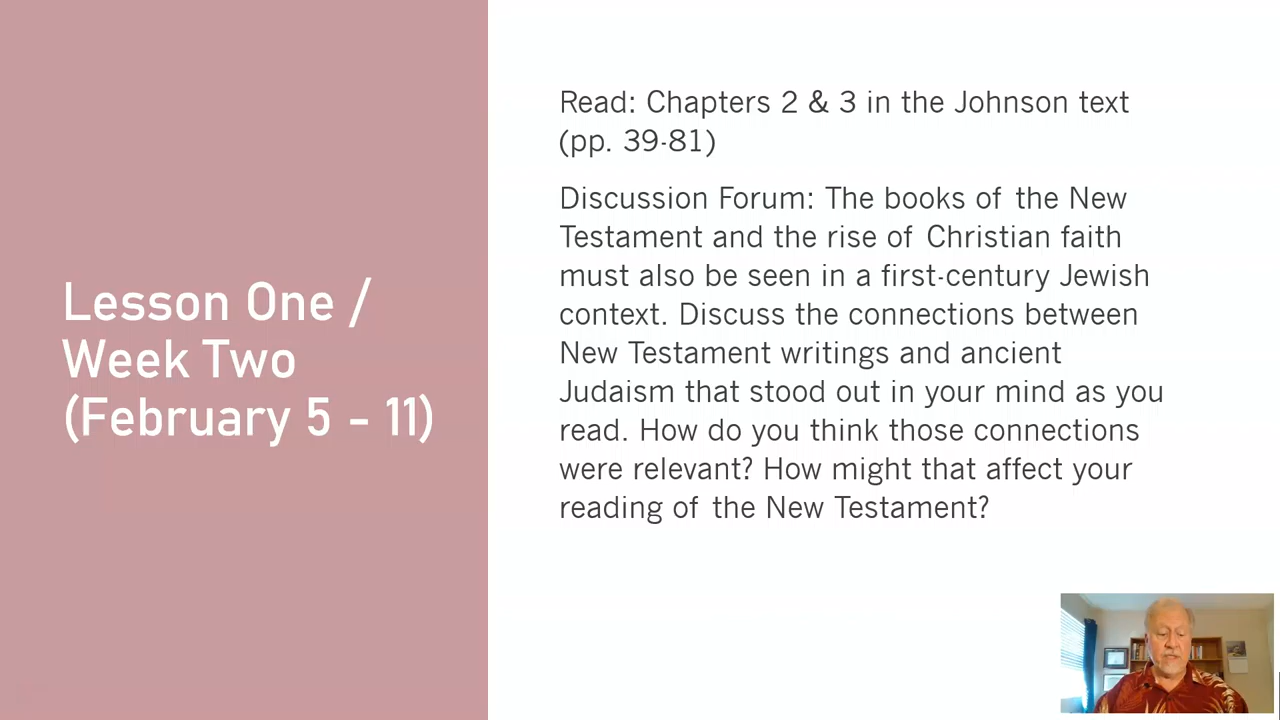 Lesson One /
Week Two
(February 5 – 11)
Read: Chapters 2 & 3 in the Johnson text
(pp. 39-81)
Discussion Forum: The books of the New
Testament and the rise of Christian faith
must also be seen in a first-century Jewish
context. Discuss the connections between
New Testament writings and ancient
Judaism that stood out in your mind as you
read. How do you think those connections
were relevant? How might that affect your
reading of the New Testament?